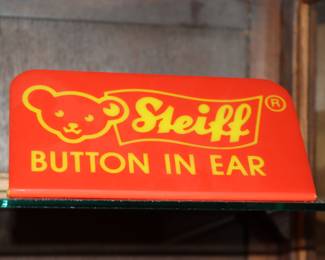 Steiff ®
BUTTON IN EAR